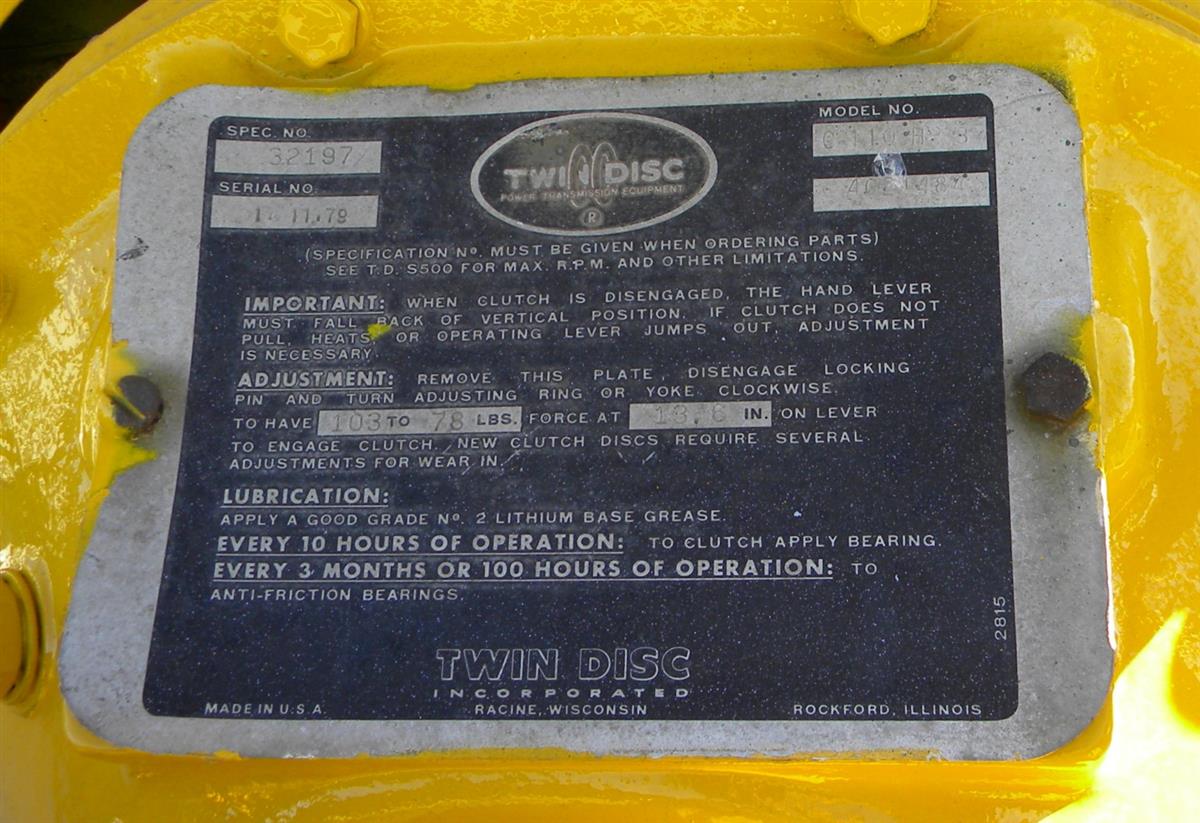 SPEC. NO.
32197
SERIAL NO.
TWIN DISC
POWER TRANSMISSION EQUIPMENT
®
MODEL NO.
(SPECIFICATION Nº. MUST BE GIVEN WHEN ORDERING PARTS)
SEE T.D. S500 FOR MAX. R.P.M. AND OTHER LIMITATIONS.
IMPORTANT: WHEN CLUTCH IS DISENGAGED, THE HAND LEVER
MUST FALL BACK OF VERTICAL POSITION. IF CLUTCH DOES NOT
PULL, HEATS, OR OPERATING LEVER JUMPS OUT, ADJUSTMENT
IS NECESSARY.
ADJUSTMENT: REMOVE THIS PLATE, DISENGAGE LOCKING
PIN AND TURN ADJUSTING RING OR YOKE CLOCKWISE.
TO HAVE 103 TO 78 LBS. FORCE AT IN. ON LEVER
TO ENGAGE CLUTCH. NEW CLUTCH DISCS REQUIRE SEVERAL
ADJUSTMENTS FOR WEAR IN.
LUBRICATION:
APPLY A GOOD GRADE Nº. 2 LITHIUM BASE GREASE.
EVERY 10 HOURS OF OPERATION: TO CLUTCH APPLY BEARING.
EVERY 3 MONTHS OR 100 HOURS OF OPERATION: TO
ANTI-FRICTION BEARINGS.
2815
TWIN DISC
INCORPORATED
MADE IN U.S.A. RACINE, WISCONSIN ROCKFORD, ILLINOIS